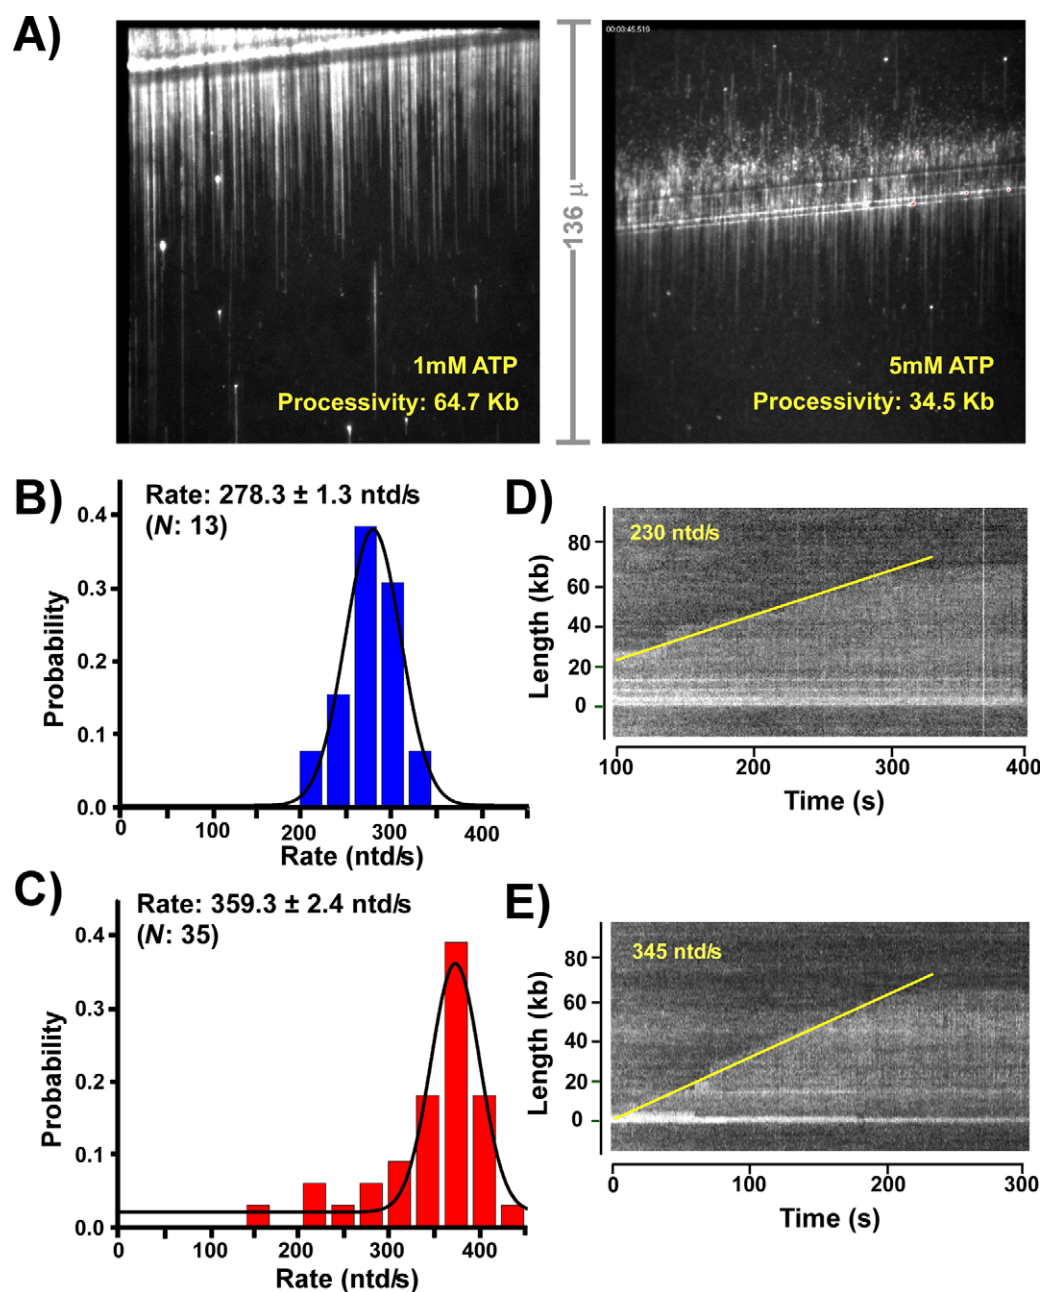 A)
1mM ATP
Processivity: 64.7 Kb
136 μ
00:03:45.519
5mM ATP
Processivity: 34.5 Kb
B)
Rate: 278.3 ± 1.3 ntd/s
(N: 13)
Probability
0.4
0.3
0.2
0.1
0.0
0 100 200 300 400
Rate (ntd/s)
C)
Rate: 359.3 ± 2.4 ntd/s
(N: 35)
Probability
0.4
0.3
0.2
0.1
0.0
0 100 200 300 400
Rate (ntd/s)
D)
230 ntd/s
Length (kb)
80
60
40
20
0
100 200 300 400
Time (s)
E)
345 ntd/s
Length (kb)
80
60
40
20
0
0 100 200 300
Time (s)